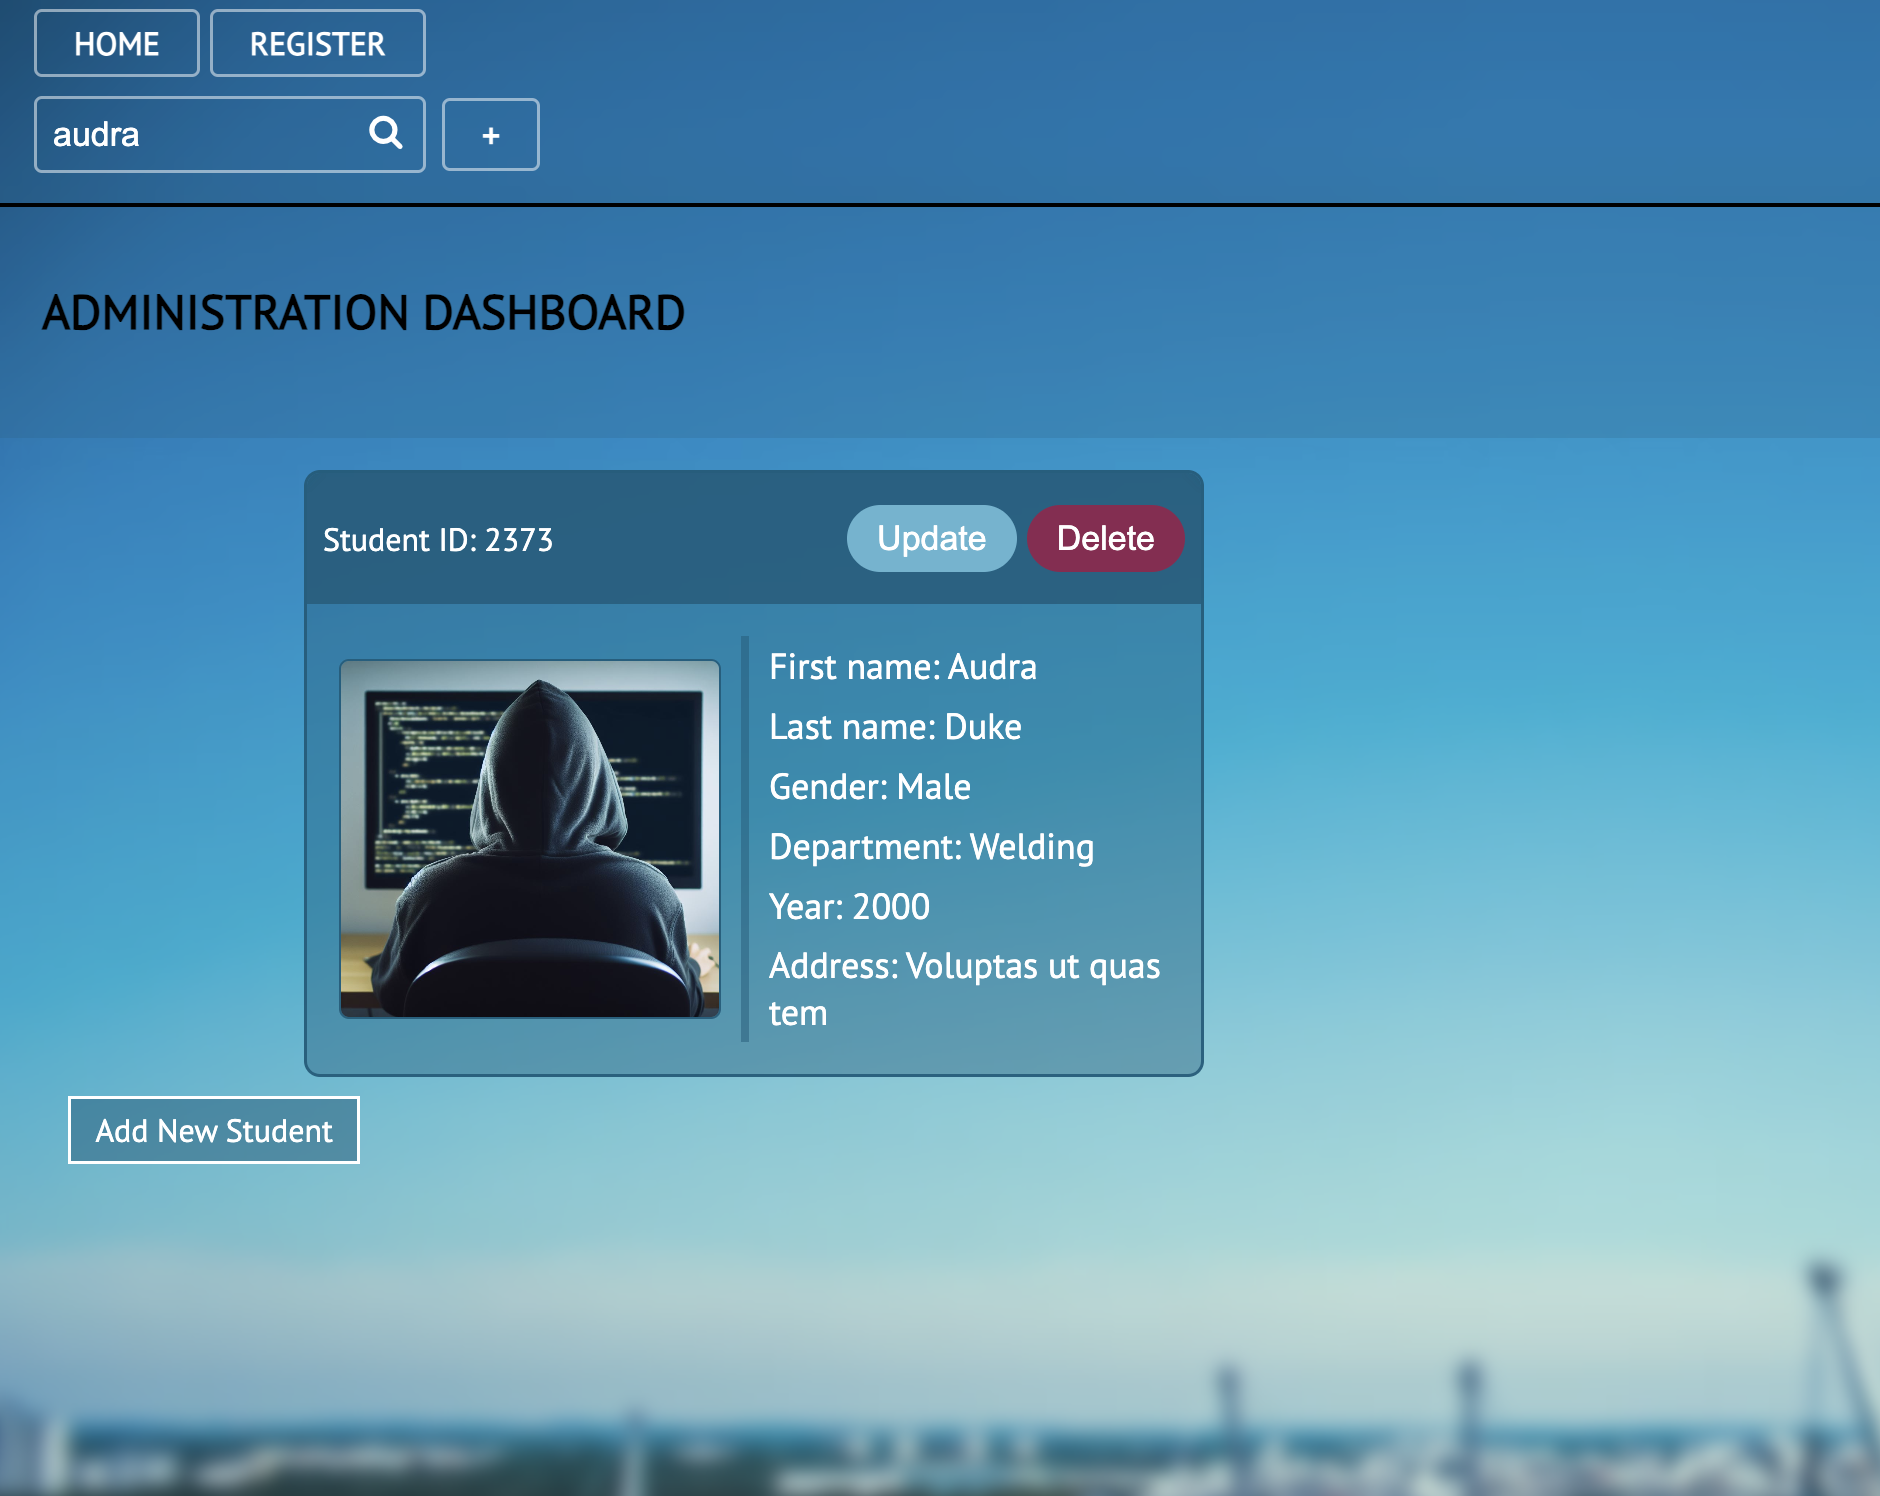 HOME REGISTER
audra +
ADMINISTRATION DASHBOARD
Student ID: 2373 Update Delete
First name: Audra
Last name: Duke
Gender: Male
Department: Welding
Year: 2000
Address: Voluptas ut quas
tem
Add New Student